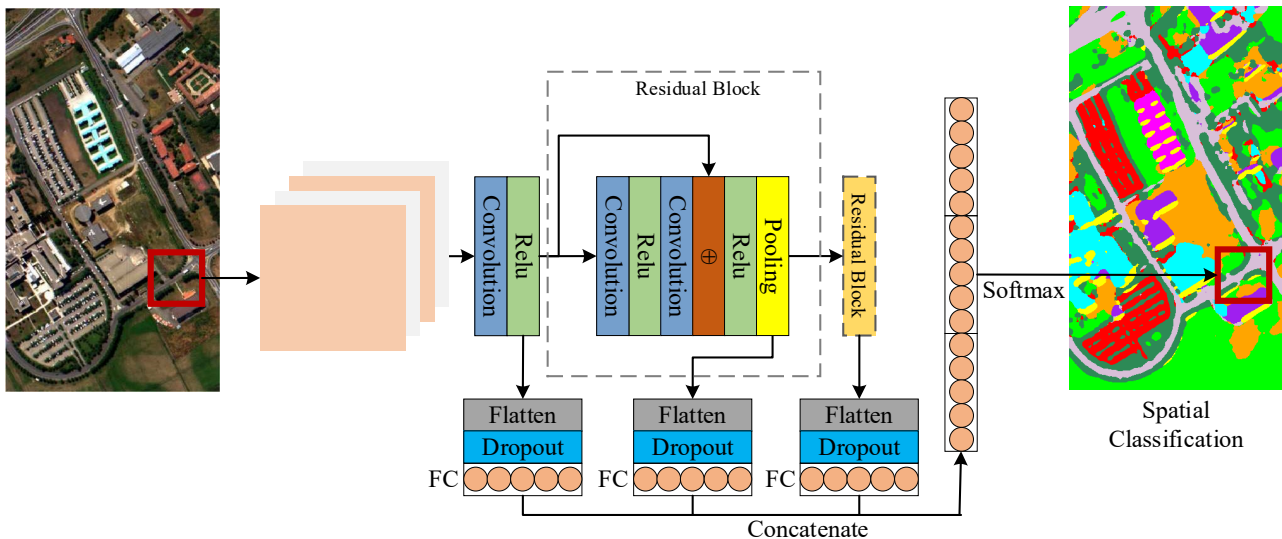 Residual Block
Convolution
Relu
Convolution
Relu
Convolution
⊕
Relu
Pooling
Residual Block
Softmax
Flatten
Dropout
FC
Flatten
Dropout
FC
Flatten
Dropout
FC
Concatenate
Spatial
Classification